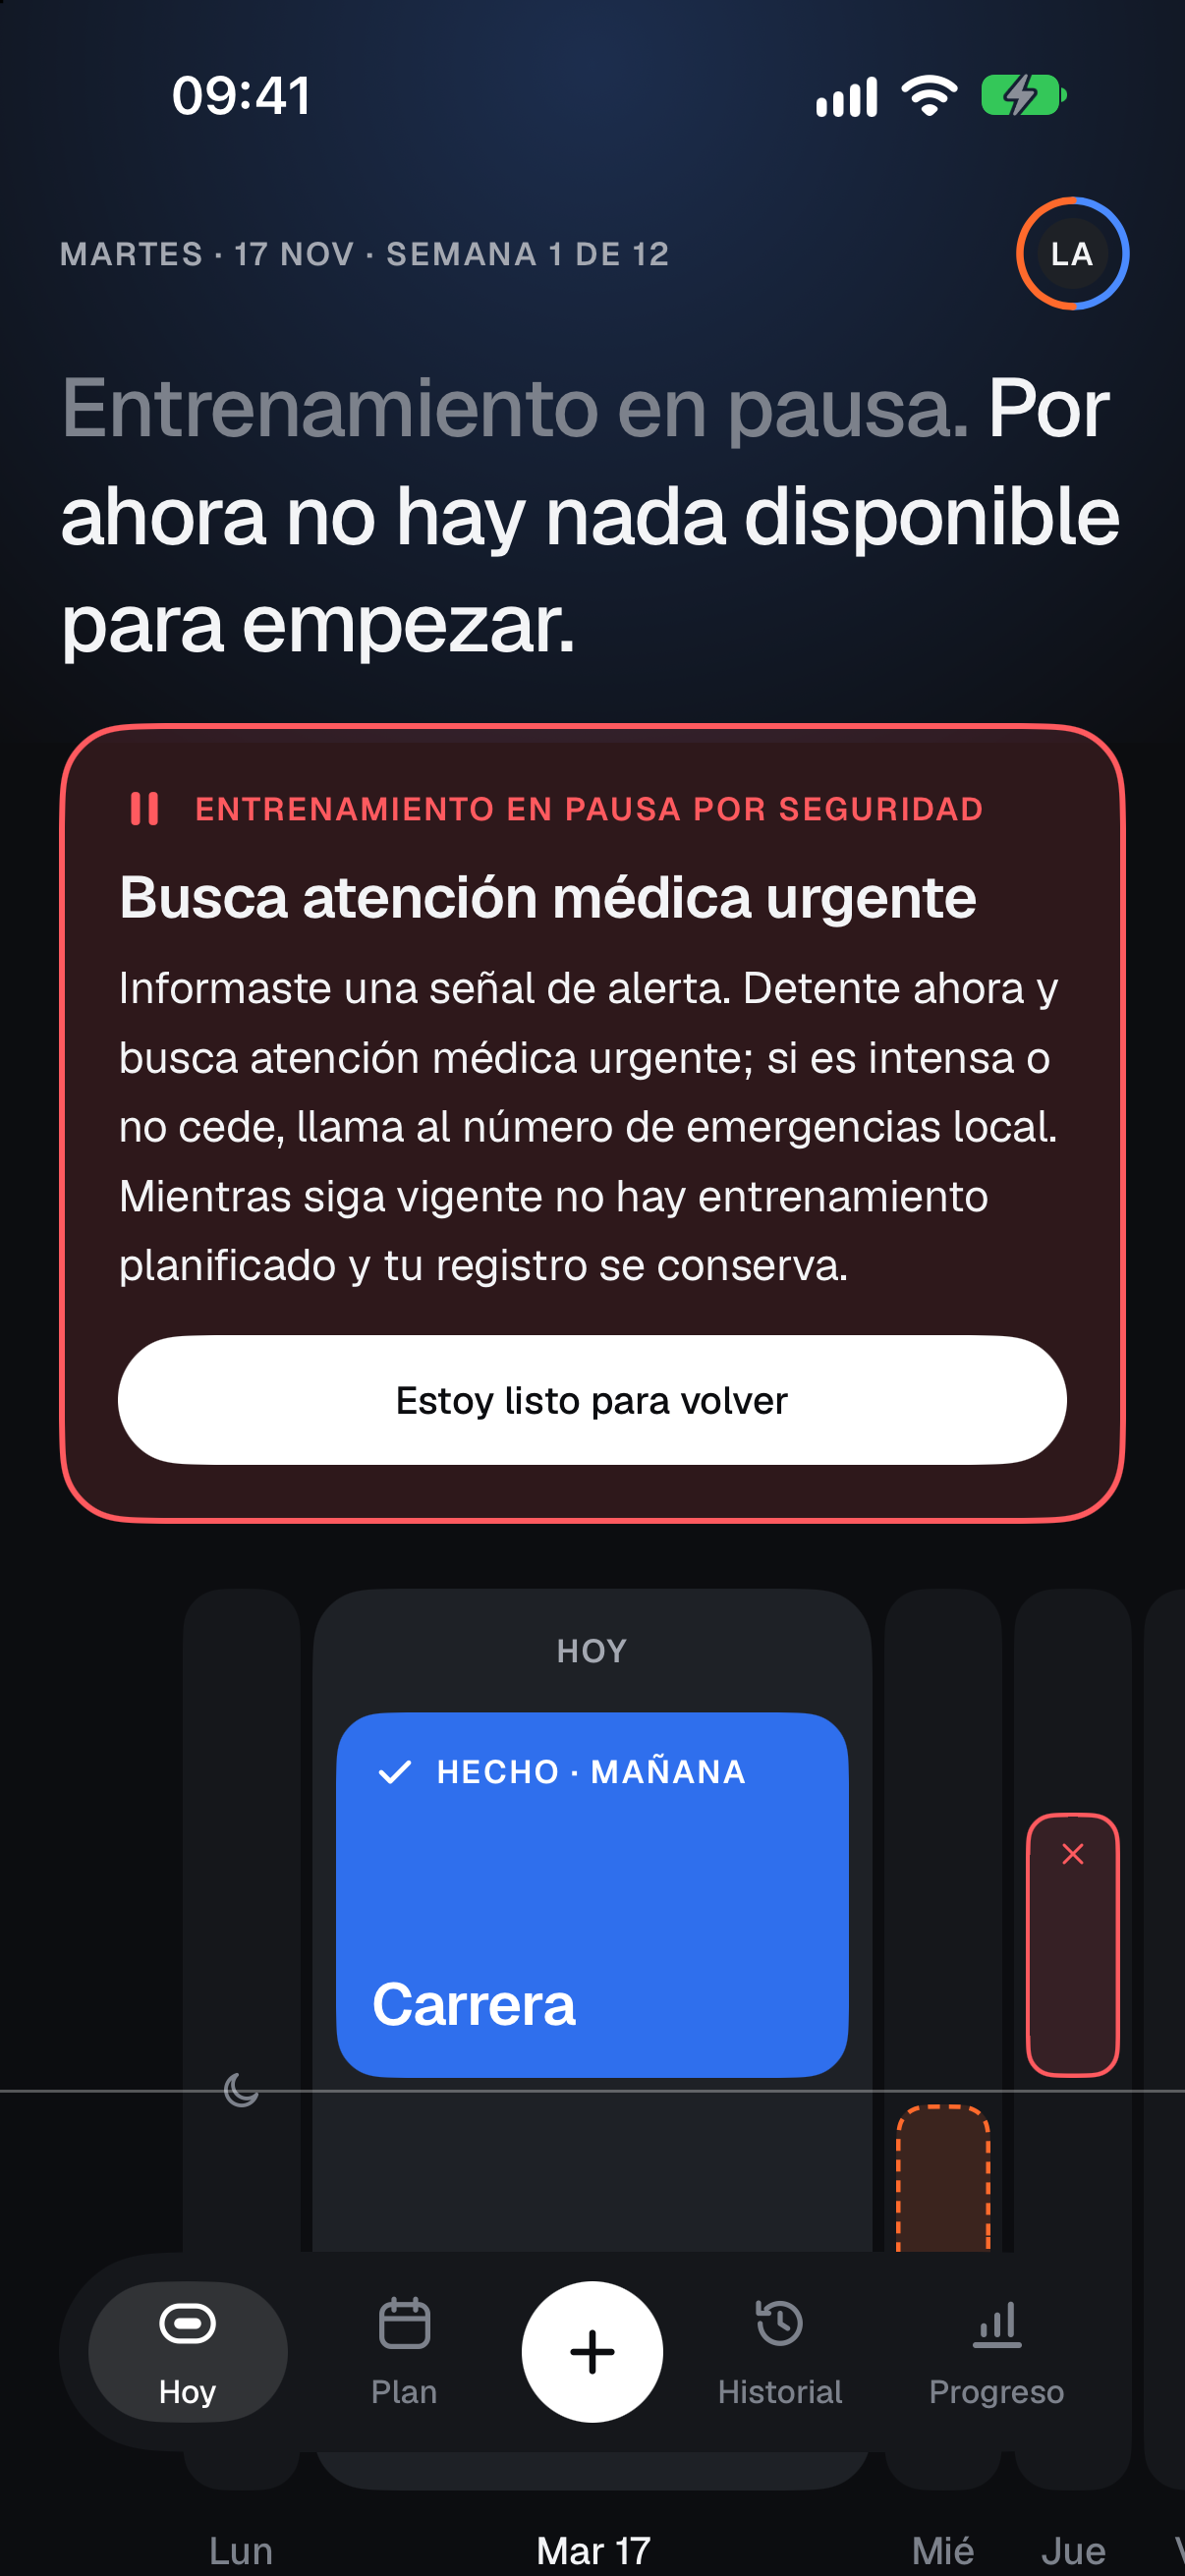 09:41
MARTES · 17 NOV · SEMANA 1 DE 12
LA
Entrenamiento en pausa. Por
ahora no hay nada disponible
para empezar.
ENTRENAMIENTO EN PAUSA POR SEGURIDAD
Busca atención médica urgente
Informaste una señal de alerta. Detente ahora y
busca atención médica urgente; si es intensa o
no cede, llama al número de emergencias local.
Mientras siga vigente no hay entrenamiento
planificado y tu registro se conserva.
Estoy listo para volver
HOY
HECHO · MAÑANA
Carrera
Hoy
Plan
Historial
Progreso
Lun
Mar 17
Mié
Jue